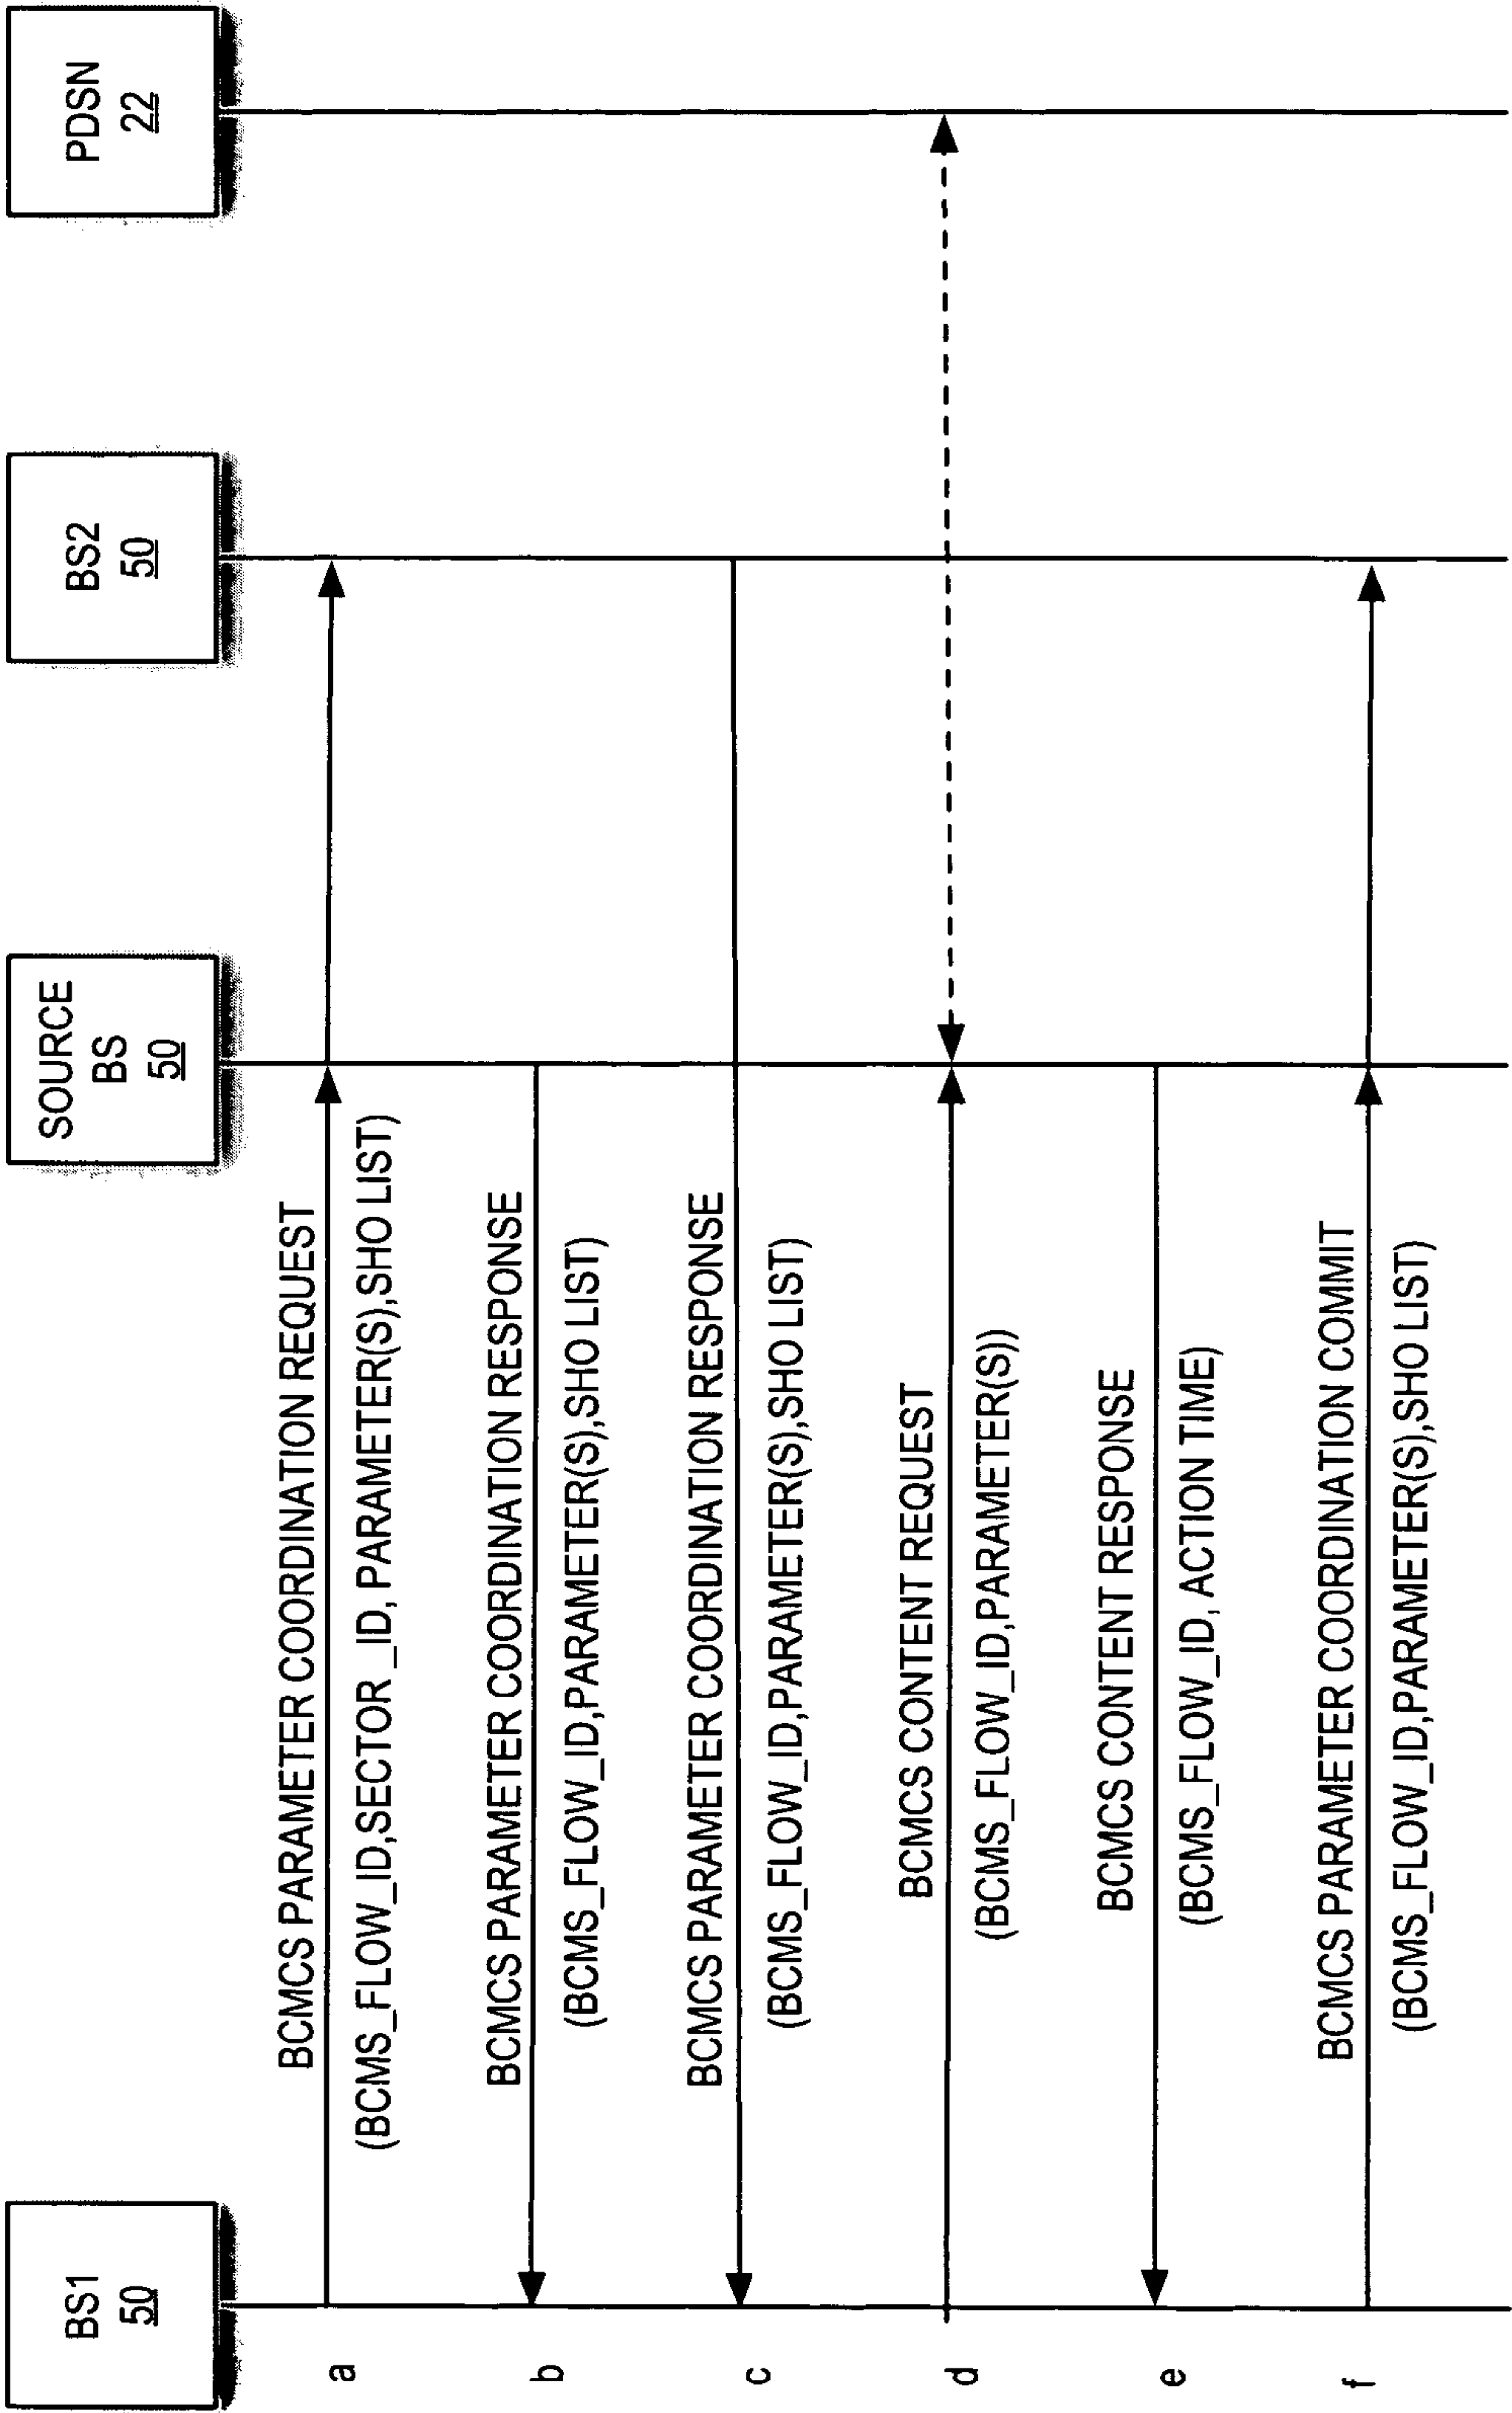 BS1
50
SOURCE
BS
50
BS2
50
PDSN
22
a
BCMCS PARAMETER COORDINATION REQUEST
(BCMS_FLOW_ID,SECTOR _ID, PARAMETER(S),SHO LIST)
b
BCMCS PARAMETER COORDINATION RESPONSE
(BCMS_FLOW_ID,PARAMETER(S),SHO LIST)
c
BCMCS PARAMETER COORDINATION RESPONSE
(BCMS_FLOW_ID,PARAMETER(S),SHO LIST)
d
BCMCS CONTENT REQUEST
(BCMS_FLOW_ID,PARAMETER(S))
e
BCMCS CONTENT RESPONSE
(BCMS_FLOW_ID, ACTION TIME)
f
BCMCS PARAMETER COORDINATION COMMIT
(BCMS_FLOW_ID,PARAMETER(S),SHO LIST)